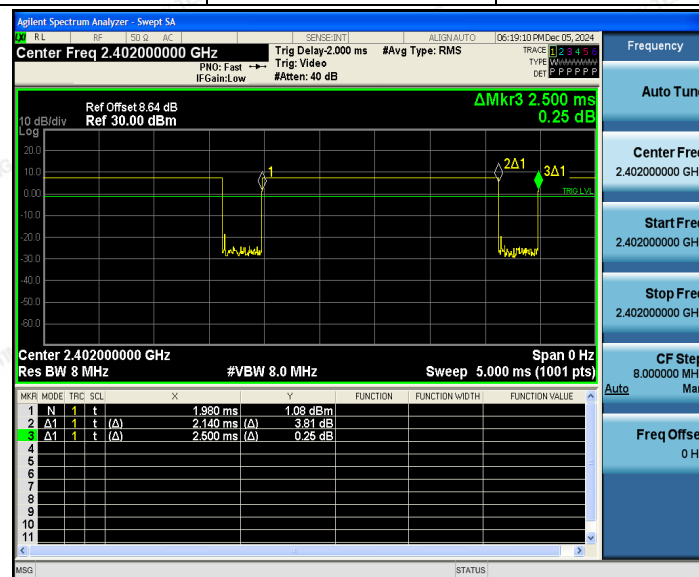 Agilent Spectrum Analyzer - Swept SA
LXI RL RF 50 Ω AC SENSE:INT ALIGNAUTO 06:19:10 PM Dec 05, 2024
Center Freq 2.402000000 GHz
PNO: Fast
IFGain:Low
Trig Delay-2.000 ms
Trig: Video
#Atten: 40 dB
#Avg Type: RMS
TRACE 1 2 3 4 5 6
TYPE W
DET P P P P P P
Ref Offset 8.64 dB
Ref 30.00 dBm
ΔMkr3 2.500 ms
0.25 dB
10 dB/div
Log
20.0
10.0
0.00
-10.0
-20.0
-30.0
-40.0
-50.0
-60.0
1
2Δ1
3Δ1
TRIG LVL
Center 2.402000000 GHz Span 0 Hz
Res BW 8 MHz #VBW 8.0 MHz Sweep 5.000 ms (1001 pts)
MKR MODE TRC SCL X Y FUNCTION FUNCTION WIDTH FUNCTION VALUE
1 N 1 t 1.980 ms 1.08 dBm
2 Δ1 1 t (Δ) 2.140 ms (Δ) 3.81 dB
3 Δ1 1 t (Δ) 2.500 ms (Δ) 0.25 dB
4
5
6
7
8
9
10
11
MSG STATUS
Frequency
Auto Tun
Center Fre
2.402000000 GH
Start Fre
2.402000000 GH
Stop Fre
2.402000000 GH
CF Step
8.000000 MH
Auto Ma
Freq Offse
0 H